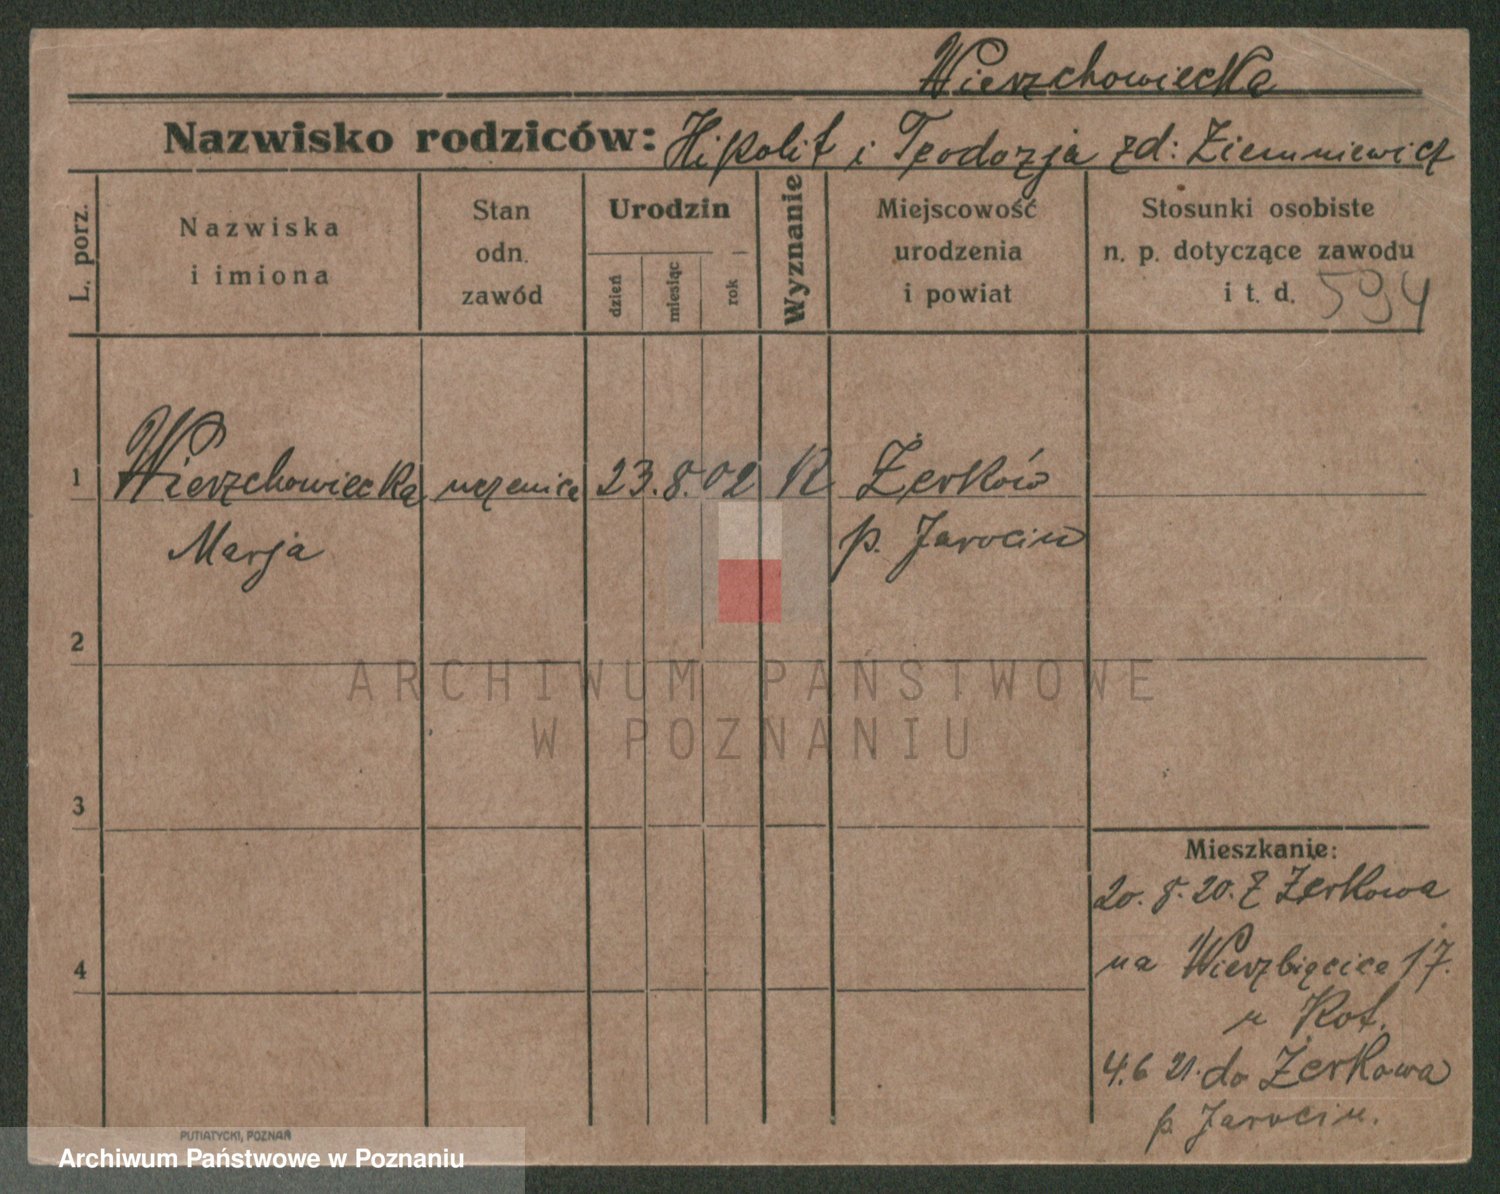 Wierzchowiecka
Nazwisko rodziców: Hipolit i Teodozja zd: Ziemniewicz
L. porz.
Nazwiska
i imiona
Stan
odn.
zawód
Urodzin
dzień
miesiąc
rok
Wyznanie
Miejscowość
urodzenia
i powiat
Stosunki osobiste
n. p. dotyczące zawodu
i t. d. 594
1 Wierzchowiecka uczenica 23. 8. 02 R Żerków
Marja p. Jarocin
2
3
4
ARCHIWUM PAŃSTWOWE
W POZNANIU
Mieszkanie:
20. 8. 20. Z Żerkowa
na Wierzbięcice 17.
u Kot.
4. 6 21. do Żerkowa
p. Jarocin.
PUTIATYCKI, POZNAŃ
Archiwum Państwowe w Poznaniu